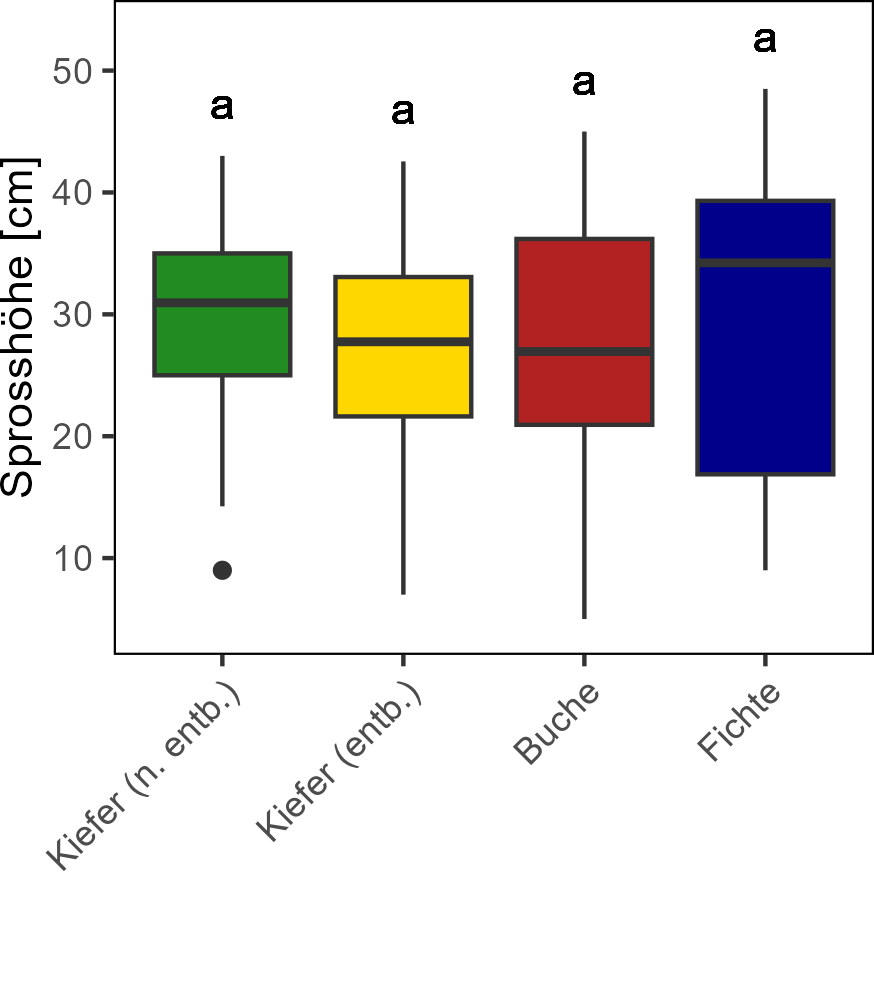 Sprosshöhe [cm]
50
40
30
20
10
a
a
a
a
Kiefer (n. entb.)
Kiefer (entb.)
Buche
Fichte